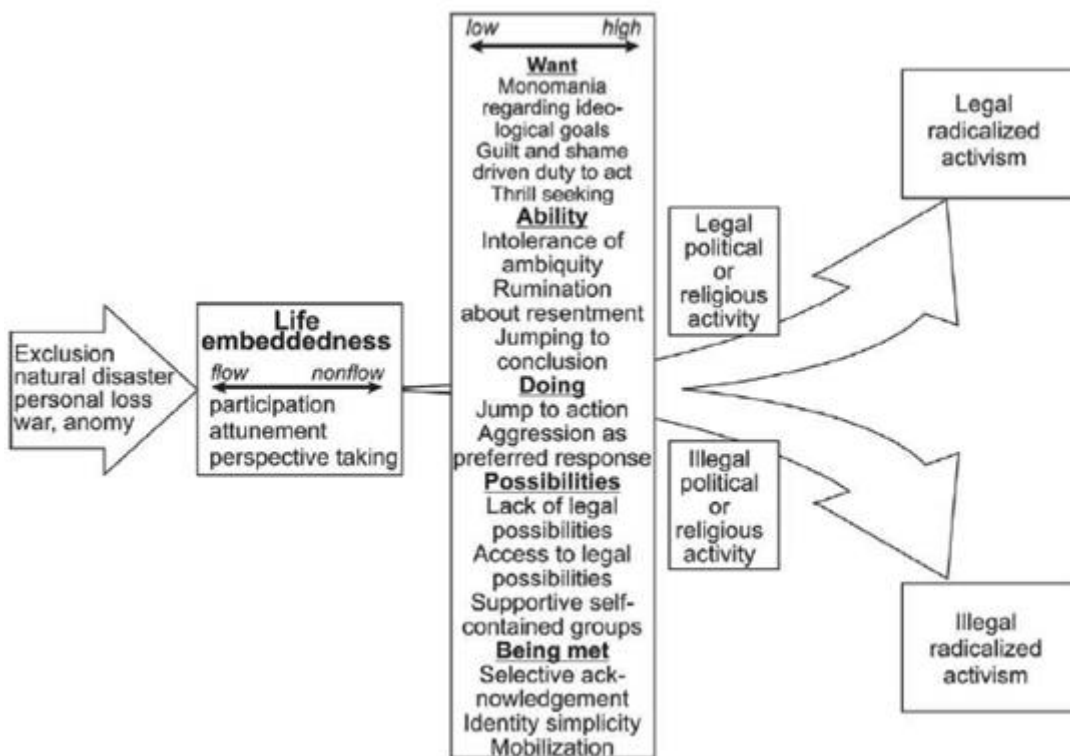 Exclusion
natural disaster
personal loss
war, anomy
Life
embeddedness
flow nonflow
participation
attunement
perspective taking
low high
Want
Monomania
regarding ideo-
logical goals
Guilt and shame
driven duty to act
Thrill seeking
Ability
Intolerance of
ambiquity
Rumination
about resentment
Jumping to
conclusion
Doing
Jump to action
Aggression as
preferred response
Possibilities
Lack of legal
possibilities
Access to legal
possibilities
Supportive self-
contained groups
Being met
Selective ack-
nowledgement
Identity simplicity
Mobilization
Legal
political
or
religious
activity
Illegal
political
or
religious
activity
Legal
radicalized
activism
Illegal
radicalized
activism